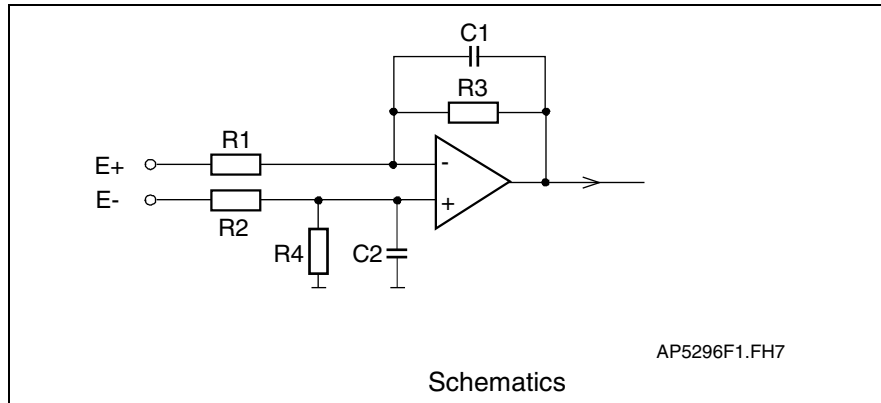 C1
R3
R1
E+
-
E-
+
R2
R4
C2
AP5296F1.FH7
Schematics